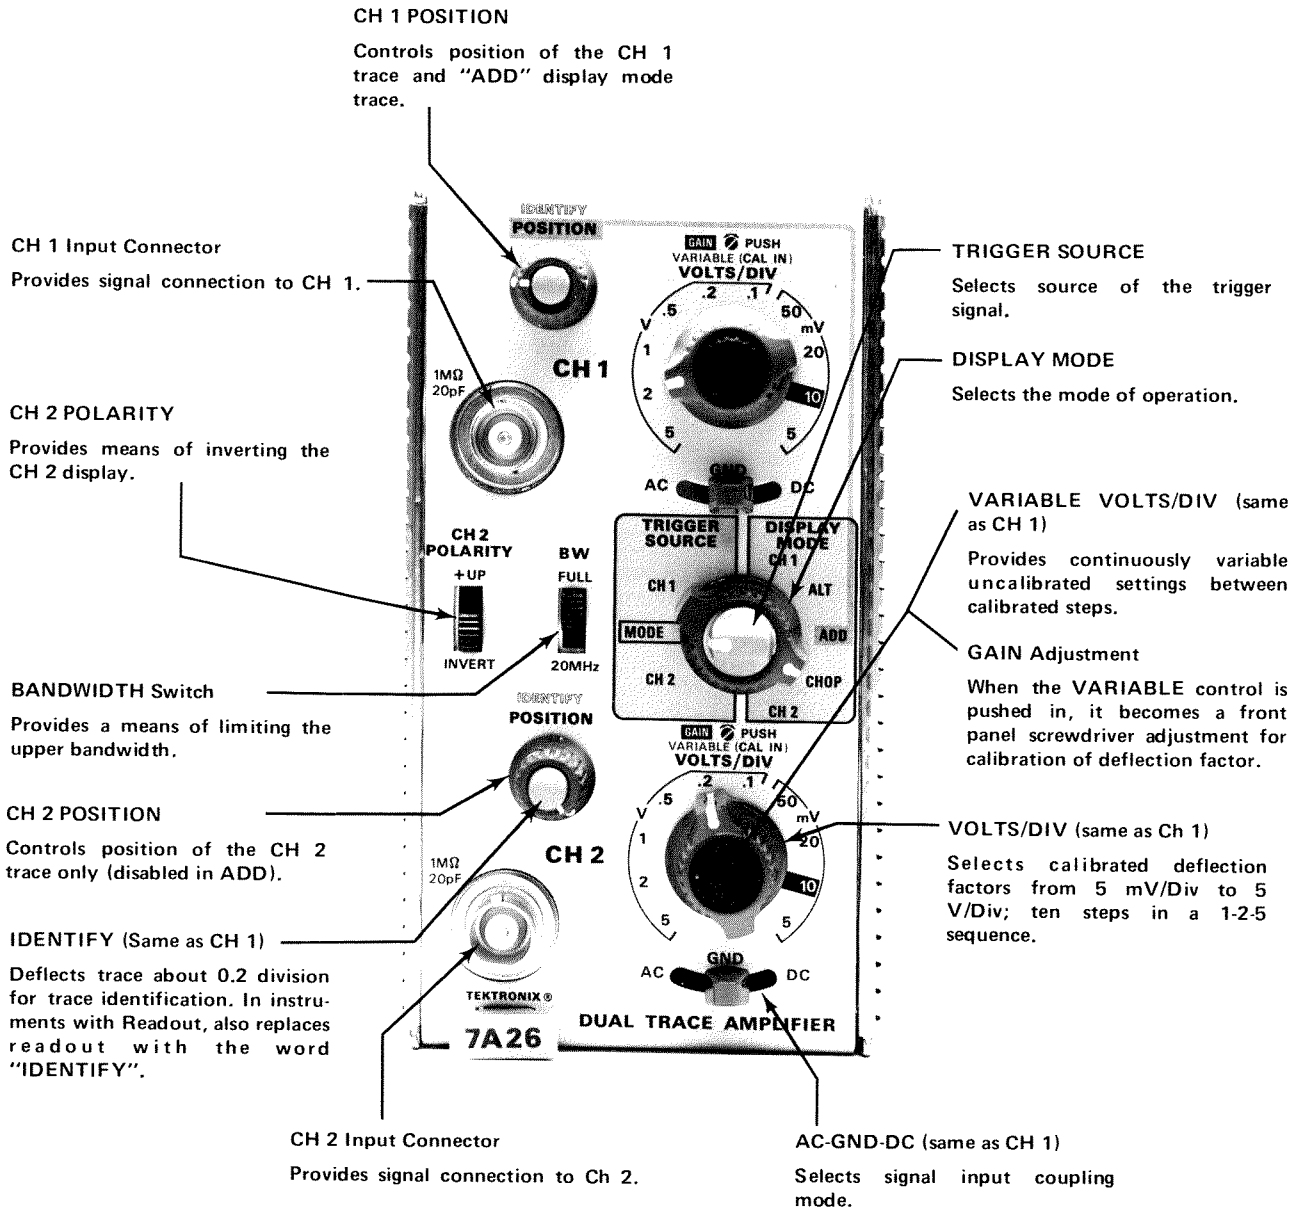 CH 1 POSITION
Controls position of the CH 1
trace and "ADD" display mode
trace.
CH 1 Input Connector
Provides signal connection to CH 1.
CH 2 POLARITY
Provides means of inverting the
CH 2 display.
BANDWIDTH Switch
Provides a means of limiting the
upper bandwidth.
CH 2 POSITION
Controls position of the CH 2
trace only (disabled in ADD).
IDENTIFY (Same as CH 1)
Deflects trace about 0.2 division
for trace identification. In instru-
ments with Readout, also replaces
readout with the word
"IDENTIFY".
CH 2 Input Connector
Provides signal connection to Ch 2.
IDENTIFY
POSITION
GAIN PUSH
VARIABLE (CAL IN)
VOLTS/DIV
.2 .1
.5 50
V mV
1 20
2 10
5 5
CH 1
1MΩ
20pF
GND
AC DC
TRIGGER
SOURCE
DISPLAY
MODE
CH 1
CH 1
ALT
MODE
ADD
CH 2
CHOP
CH 2
CH 2
POLARITY
+UP
INVERT
BW
FULL
20MHz
IDENTIFY
POSITION
GAIN PUSH
VARIABLE (CAL IN)
VOLTS/DIV
.2 .1
.5 50
V mV
1 20
2 10
5 5
CH 2
1MΩ
20pF
GND
AC DC
TEKTRONIX®
7A26
DUAL TRACE AMPLIFIER
TRIGGER SOURCE
Selects source of the trigger
signal.
DISPLAY MODE
Selects the mode of operation.
VARIABLE VOLTS/DIV (same
as CH 1)
Provides continuously variable
uncalibrated settings between
calibrated steps.
GAIN Adjustment
When the VARIABLE control is
pushed in, it becomes a front
panel screwdriver adjustment for
calibration of deflection factor.
VOLTS/DIV (same as Ch 1)
Selects calibrated deflection
factors from 5 mV/Div to 5
V/Div; ten steps in a 1-2-5
sequence.
AC-GND-DC (same as CH 1)
Selects signal input coupling
mode.